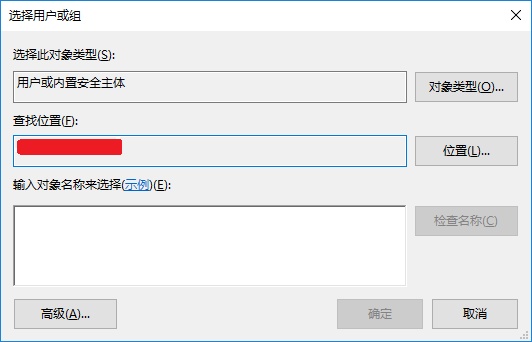 选择用户或组
选择此对象类型(S):
用户或内置安全主体
对象类型(O)...
查找位置(F):
位置(L)...
输入对象名称来选择(示例)(E):
检查名称(C)
高级(A)...
确定
取消